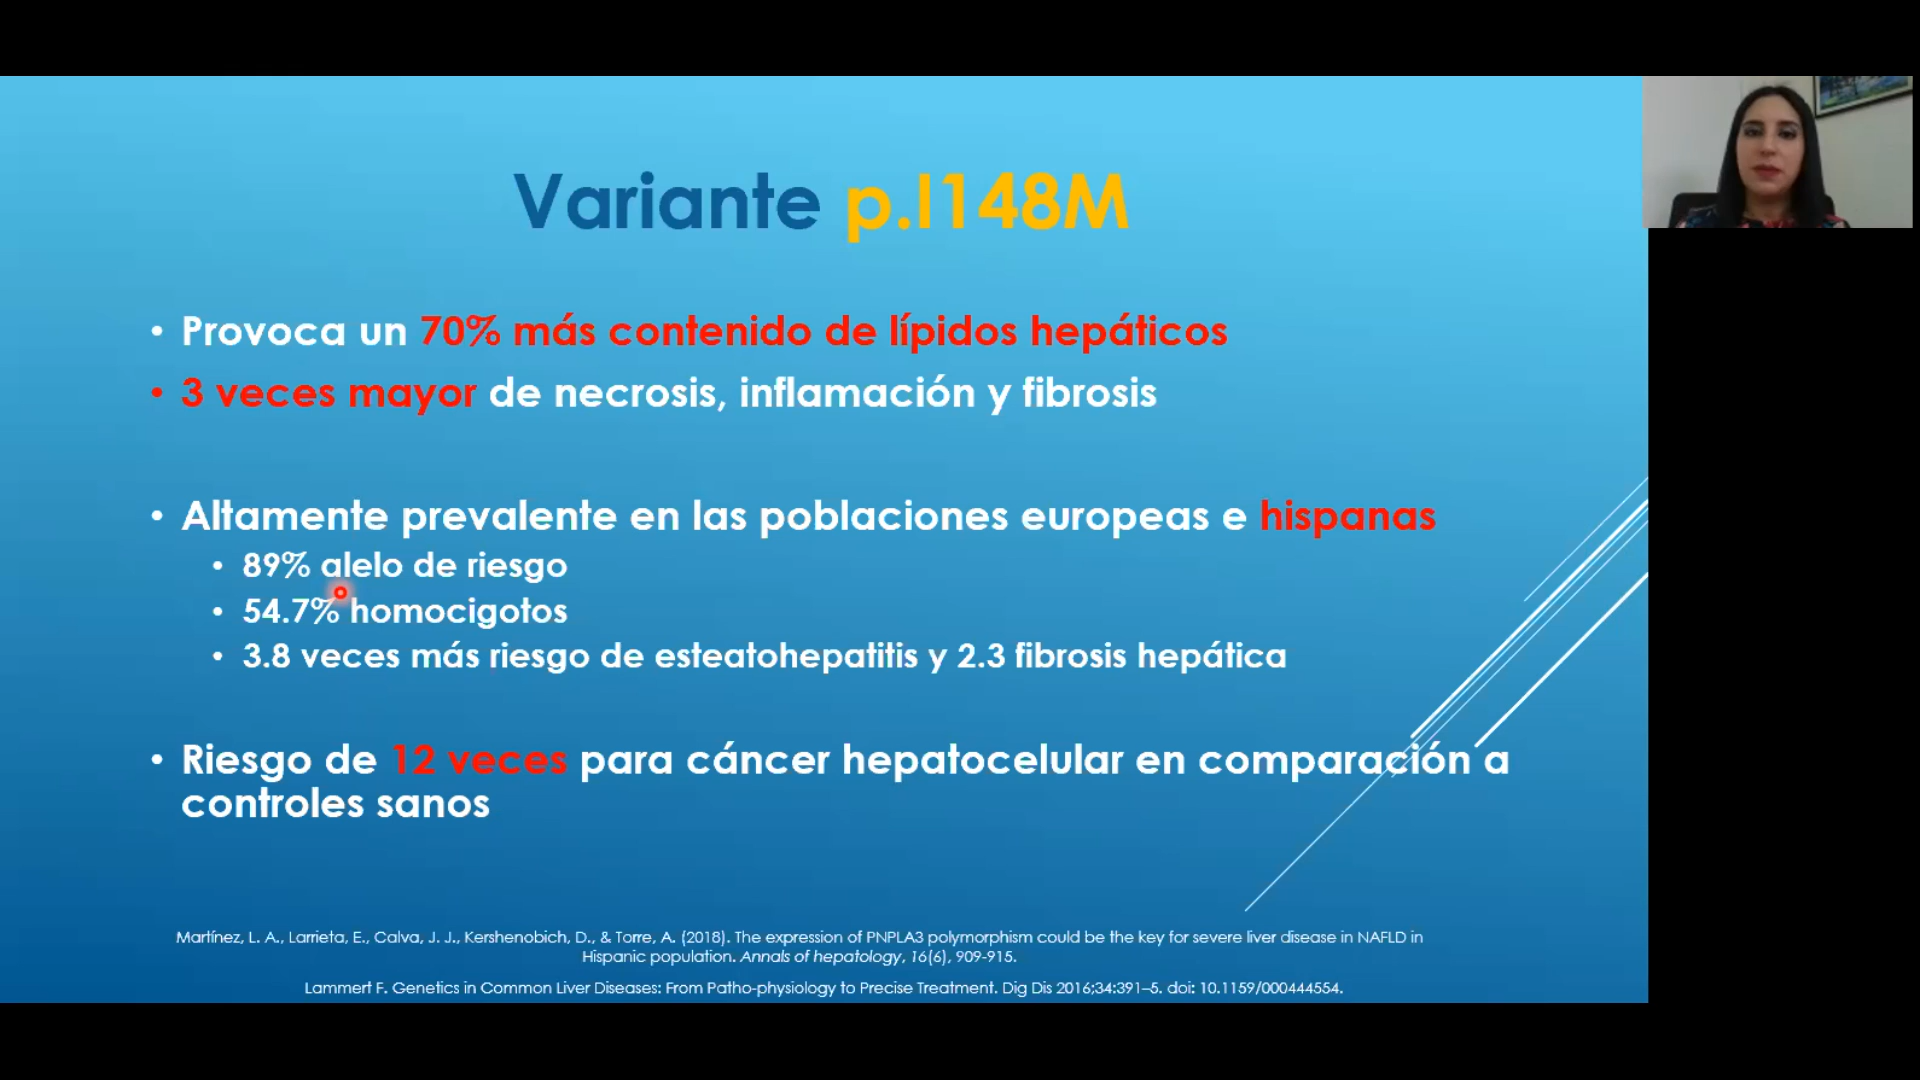 Variante p.I148M
• Provoca un 70% más contenido de lípidos hepáticos
• 3 veces mayor de necrosis, inflamación y fibrosis
• Altamente prevalente en las poblaciones europeas e hispanas
• 89% alelo de riesgo
• 54.7% homocigotos
• 3.8 veces más riesgo de esteatohepatitis y 2.3 fibrosis hepática
• Riesgo de 12 veces para cáncer hepatocelular en comparación a
controles sanos
Martínez, L. A., Larrieta, E., Calva, J. J., Kershenobich, D., & Torre, A. (2018). The expression of PNPLA3 polymorphism could be the key for severe liver disease in NAFLD in
Hispanic population. Annals of hepatology, 16(6), 909-915.
Lammert F. Genetics in Common Liver Diseases: From Patho-physiology to Precise Treatment. Dig Dis 2016;34:391–5. doi: 10.1159/000444554.